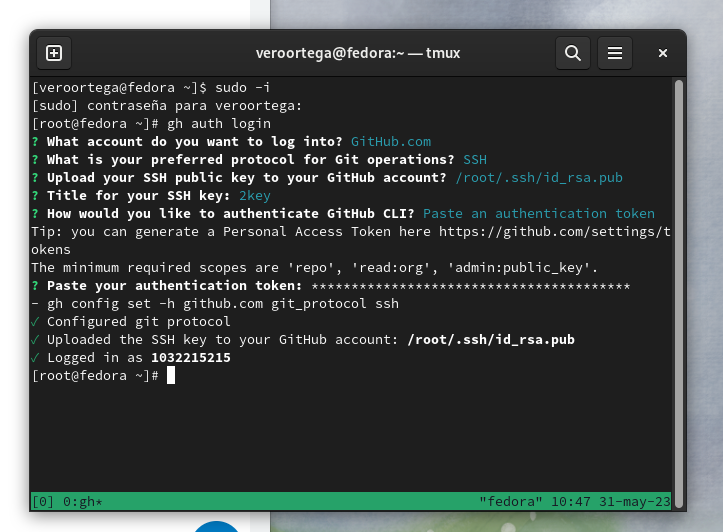 veroortega@fedora:~ — tmux
[veroortega@fedora ~]$ sudo -i
[sudo] contraseña para veroortega:
[root@fedora ~]# gh auth login
? What account do you want to log into? GitHub.com
? What is your preferred protocol for Git operations? SSH
? Upload your SSH public key to your GitHub account? /root/.ssh/id_rsa.pub
? Title for your SSH key: 2key
? How would you like to authenticate GitHub CLI? Paste an authentication token
Tip: you can generate a Personal Access Token here https://github.com/settings/t
okens
The minimum required scopes are 'repo', 'read:org', 'admin:public_key'.
? Paste your authentication token: ****************************************
- gh config set -h github.com git_protocol ssh
✓ Configured git protocol
✓ Uploaded the SSH key to your GitHub account: /root/.ssh/id_rsa.pub
✓ Logged in as 1032215215
[root@fedora ~]#
[0] 0:gh* "fedora" 10:47 31-may-23